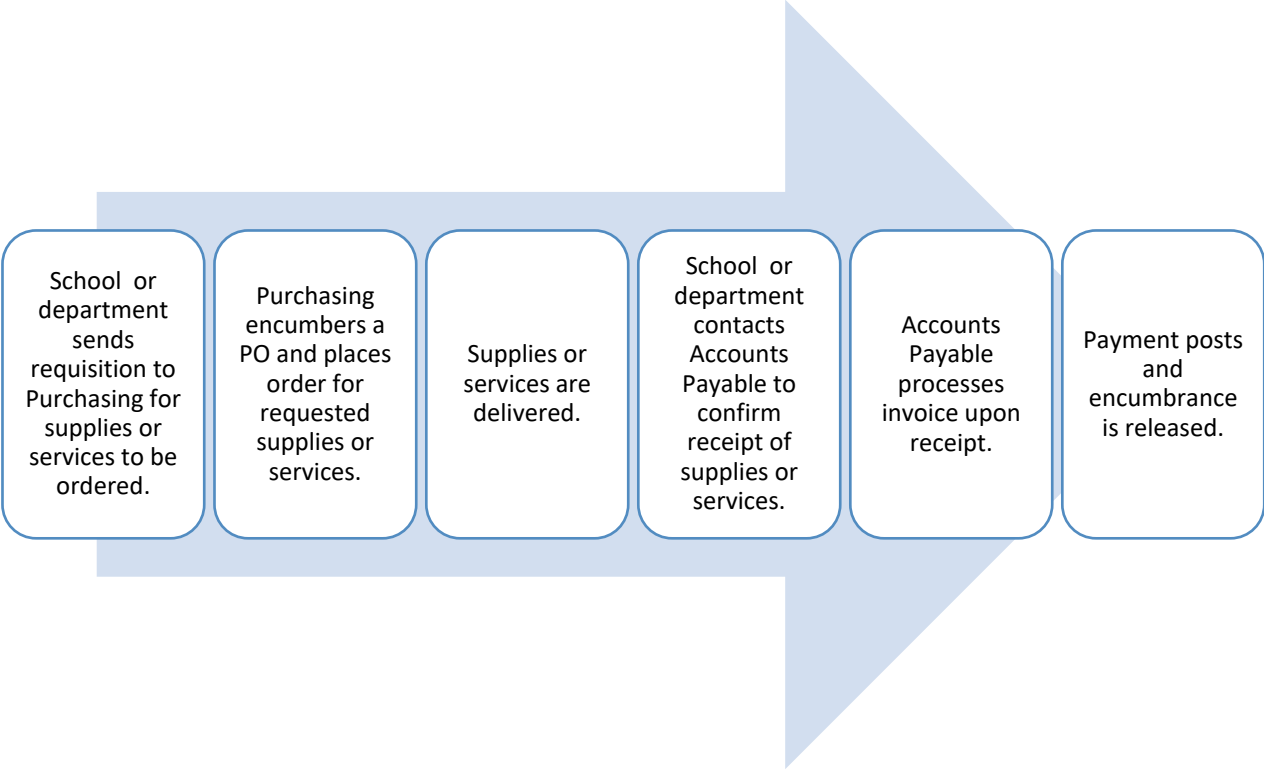 School or
department
sends
requisition to
Purchasing for
supplies or
services to be
ordered.
Purchasing
encumbers a
PO and places
order for
requested
supplies or
services.
Supplies or
services are
delivered.
School or
department
contacts
Accounts
Payable to
confirm
receipt of
supplies or
services.
Accounts
Payable
processes
invoice upon
receipt.
Payment posts
and
encumbrance
is released.